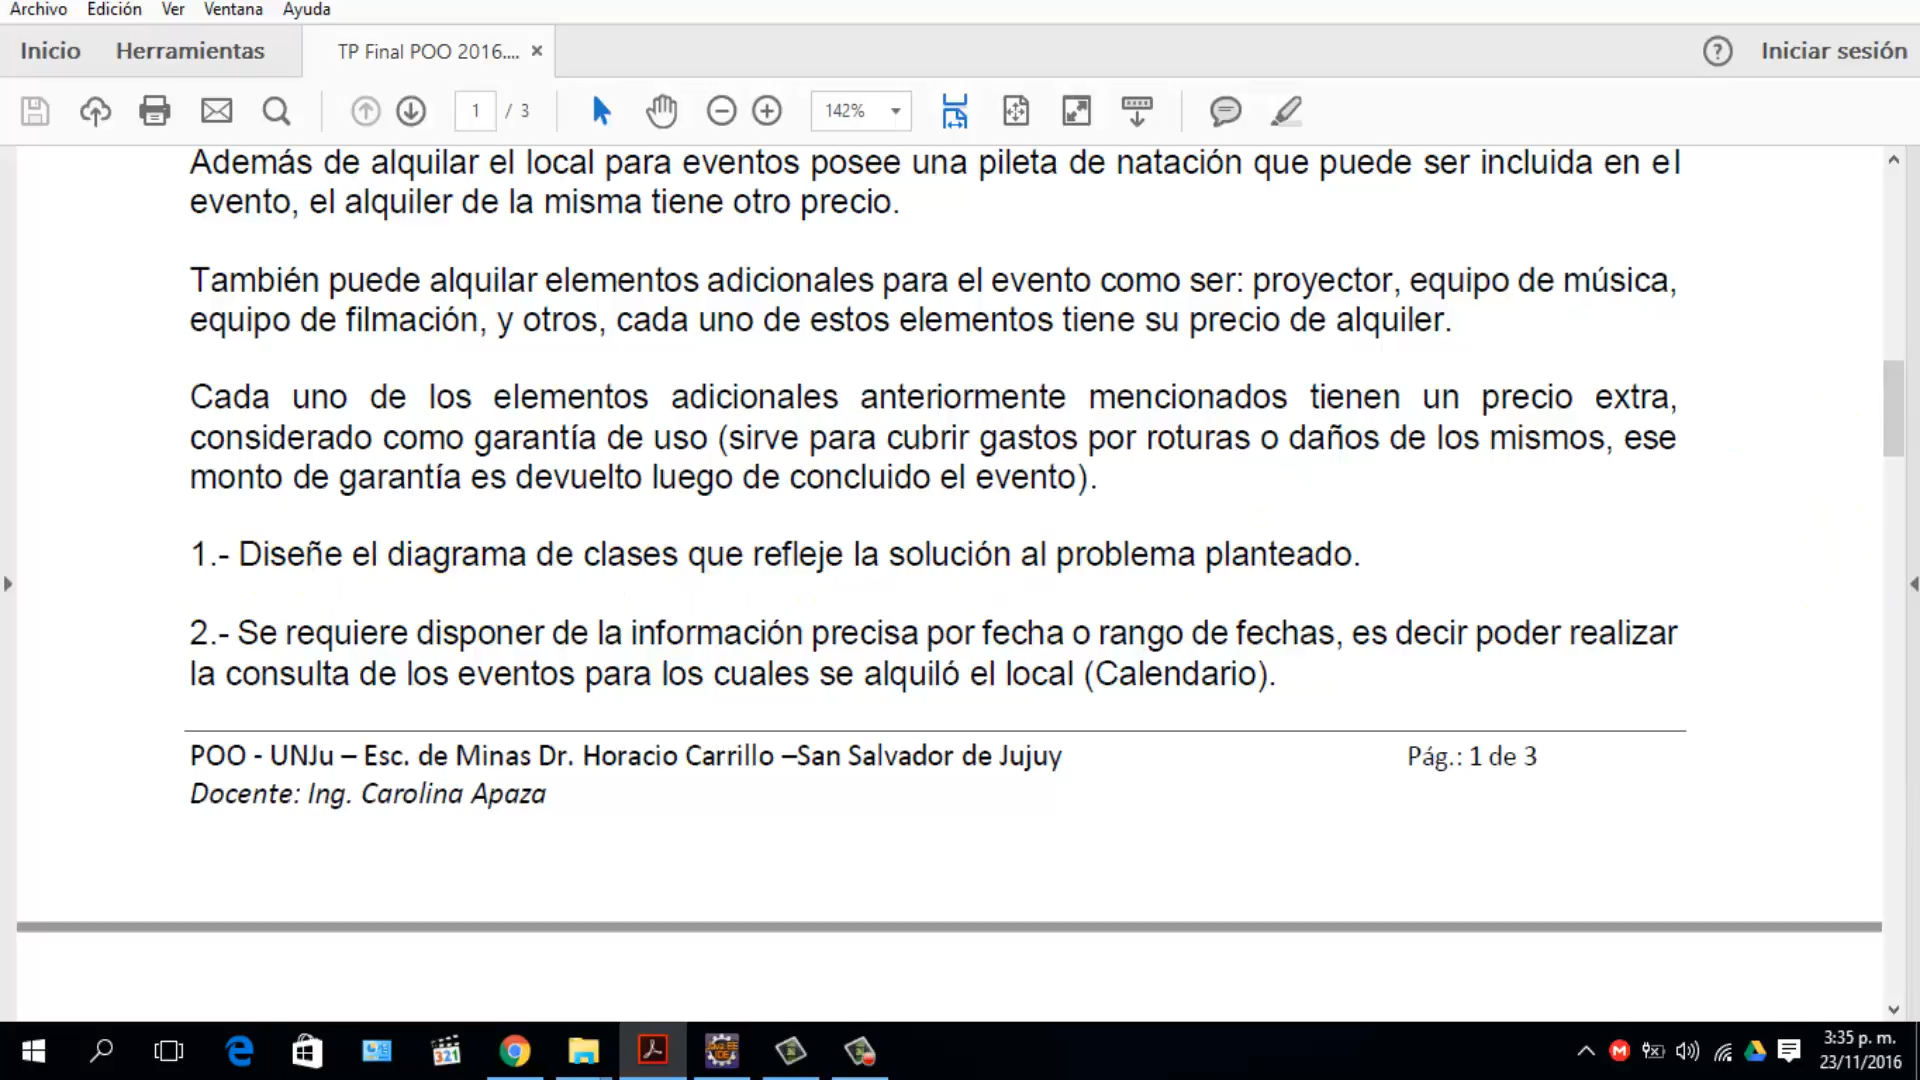 Archivo Edición Ver Ventana Ayuda
Inicio Herramientas TP Final POO 2016.... × ? Iniciar sesión
1 / 3 142%
Además de alquilar el local para eventos posee una pileta de natación que puede ser incluida en el
evento, el alquiler de la misma tiene otro precio.
También puede alquilar elementos adicionales para el evento como ser: proyector, equipo de música,
equipo de filmación, y otros, cada uno de estos elementos tiene su precio de alquiler.
Cada uno de los elementos adicionales anteriormente mencionados tienen un precio extra,
considerado como garantía de uso (sirve para cubrir gastos por roturas o daños de los mismos, ese
monto de garantía es devuelto luego de concluido el evento).
1.- Diseñe el diagrama de clases que refleje la solución al problema planteado.
2.- Se requiere disponer de la información precisa por fecha o rango de fechas, es decir poder realizar
la consulta de los eventos para los cuales se alquiló el local (Calendario).
POO - UNJu – Esc. de Minas Dr. Horacio Carrillo –San Salvador de Jujuy Pág.: 1 de 3
Docente: Ing. Carolina Apaza
321
3:35 p. m.
23/11/2016